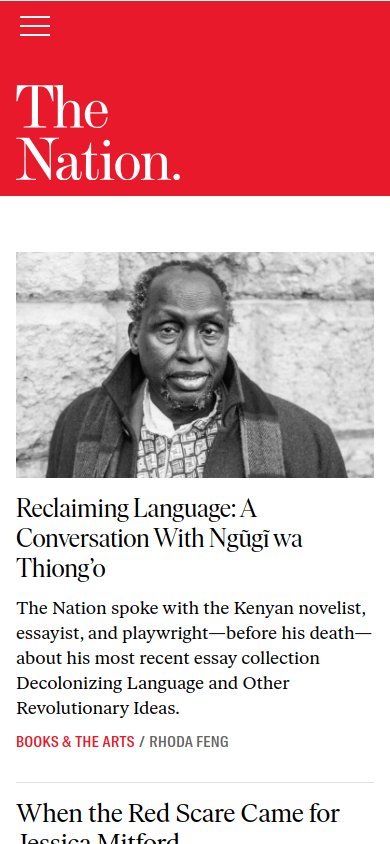 The
Nation.
Reclaiming Language: A
Conversation With Ngũgĩ wa
Thiong’o
The Nation spoke with the Kenyan novelist,
essayist, and playwright—before his death—
about his most recent essay collection
Decolonizing Language and Other
Revolutionary Ideas.
BOOKS & THE ARTS / RHODA FENG
When the Red Scare Came for
Jessica Mitford